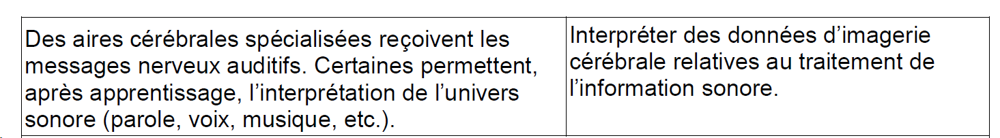 Des aires cérébrales spécialisées reçoivent les
messages nerveux auditifs. Certaines permettent,
après apprentissage, l’interprétation de l’univers
sonore (parole, voix, musique, etc.).
Interpréter des données d’imagerie
cérébrale relatives au traitement de
l’information sonore.